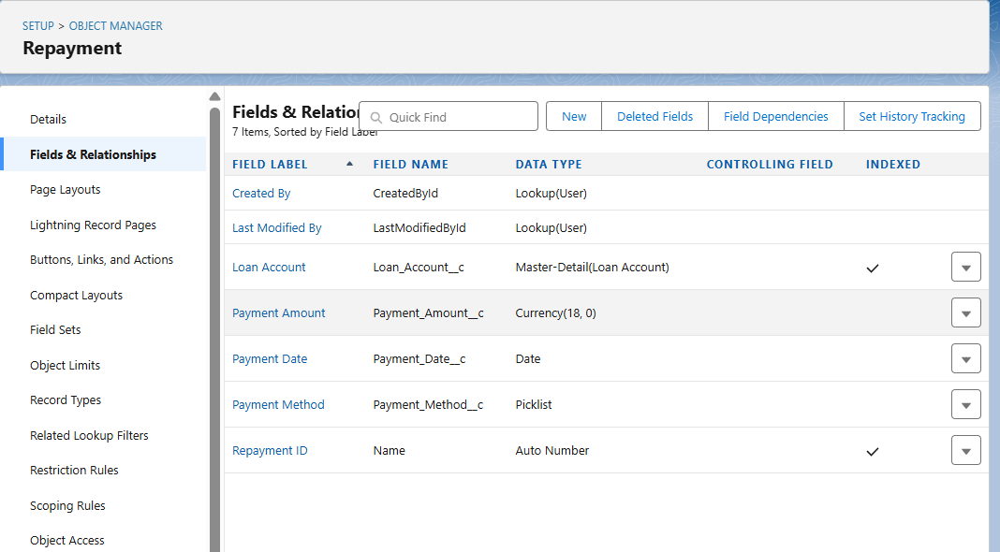 SETUP > OBJECT MANAGER
Repayment
Details
Fields & Relationships
Page Layouts
Lightning Record Pages
Buttons, Links, and Actions
Compact Layouts
Field Sets
Object Limits
Record Types
Related Lookup Filters
Restriction Rules
Scoping Rules
Object Access
Fields & Relation
7 Items, Sorted by Field Label
Quick Find
New Deleted Fields Field Dependencies Set History Tracking
FIELD LABEL FIELD NAME DATA TYPE CONTROLLING FIELD INDEXED
Created By CreatedById Lookup(User)
Last Modified By LastModifiedById Lookup(User)
Loan Account Loan_Account__c Master-Detail(Loan Account)
Payment Amount Payment_Amount__c Currency(18, 0)
Payment Date Payment_Date__c Date
Payment Method Payment_Method__c Picklist
Repayment ID Name Auto Number